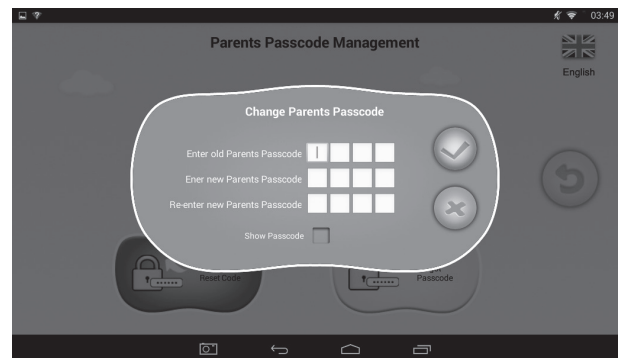 03:49
Parents Passcode Management
English
Change Parents Passcode
Enter old Parents Passcode
Ener new Parents Passcode
Re-enter new Parents Passcode
Show Passcode
Reset Code
Passcode